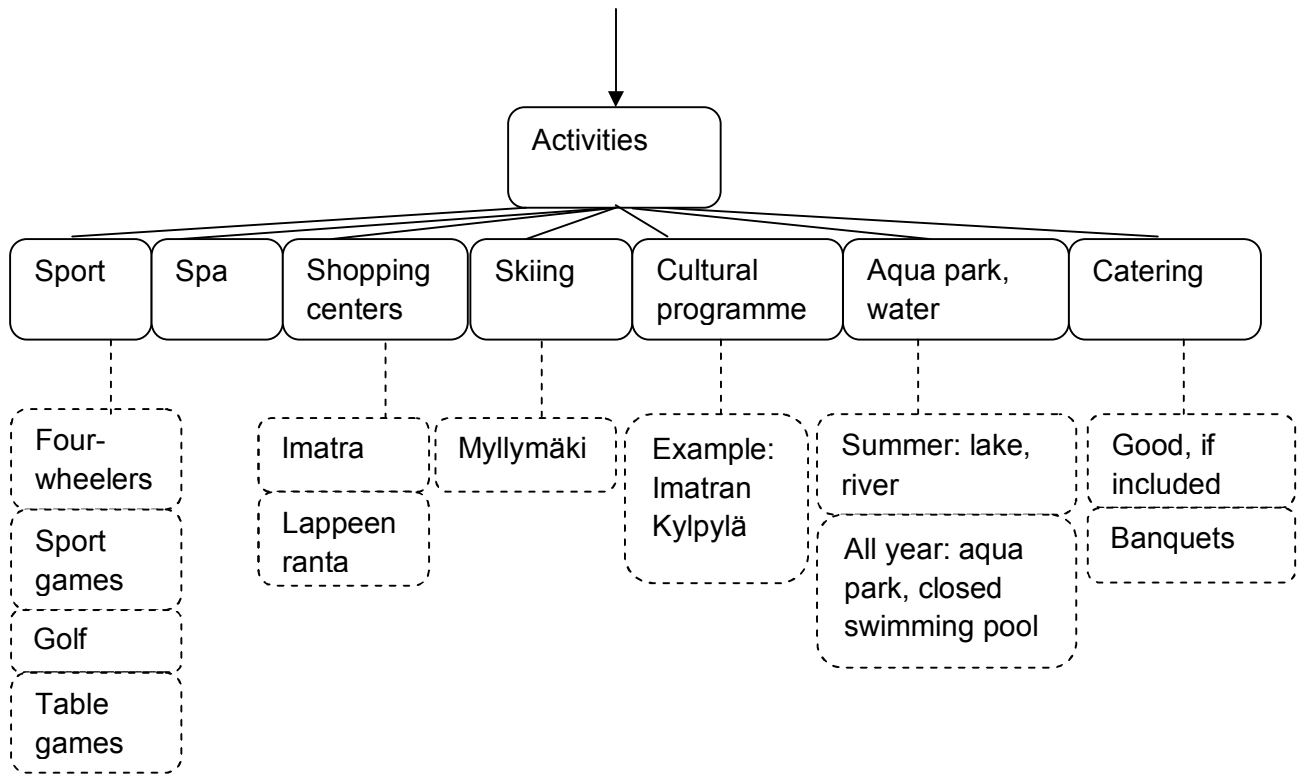 Activities
Sport
Spa
Shopping
centers
Skiing
Cultural
programme
Aqua park,
water
Catering
Four-
wheelers
Sport
games
Golf
Table
games
Imatra
Lappeen
ranta
Myllymäki
Example:
Imatran
Kylpylä
Summer: lake,
river
All year: aqua
park, closed
swimming pool
Good, if
included
Banquets